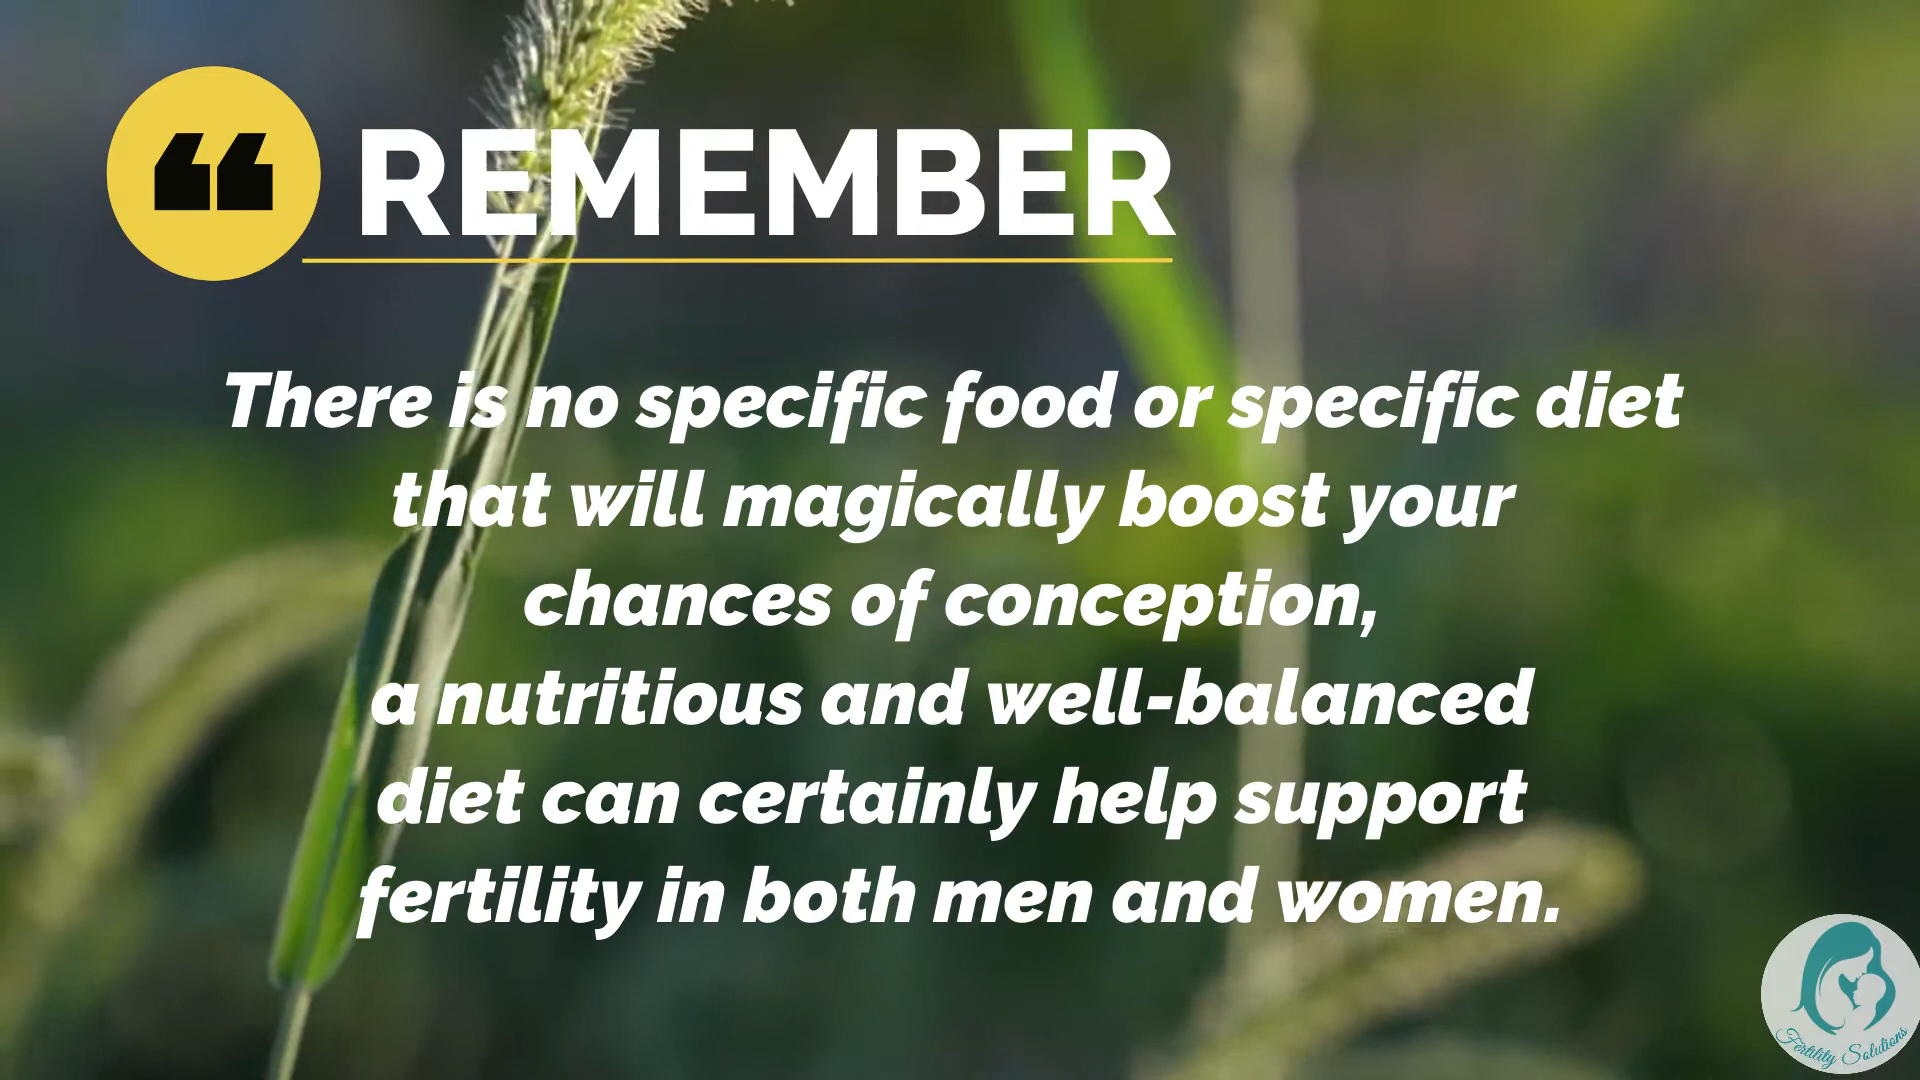 ❝ REMEMBER
There is no specific food or specific diet
that will magically boost your
chances of conception,
a nutritious and well-balanced
diet can certainly help support
fertility in both men and women.
Fertility Solutions